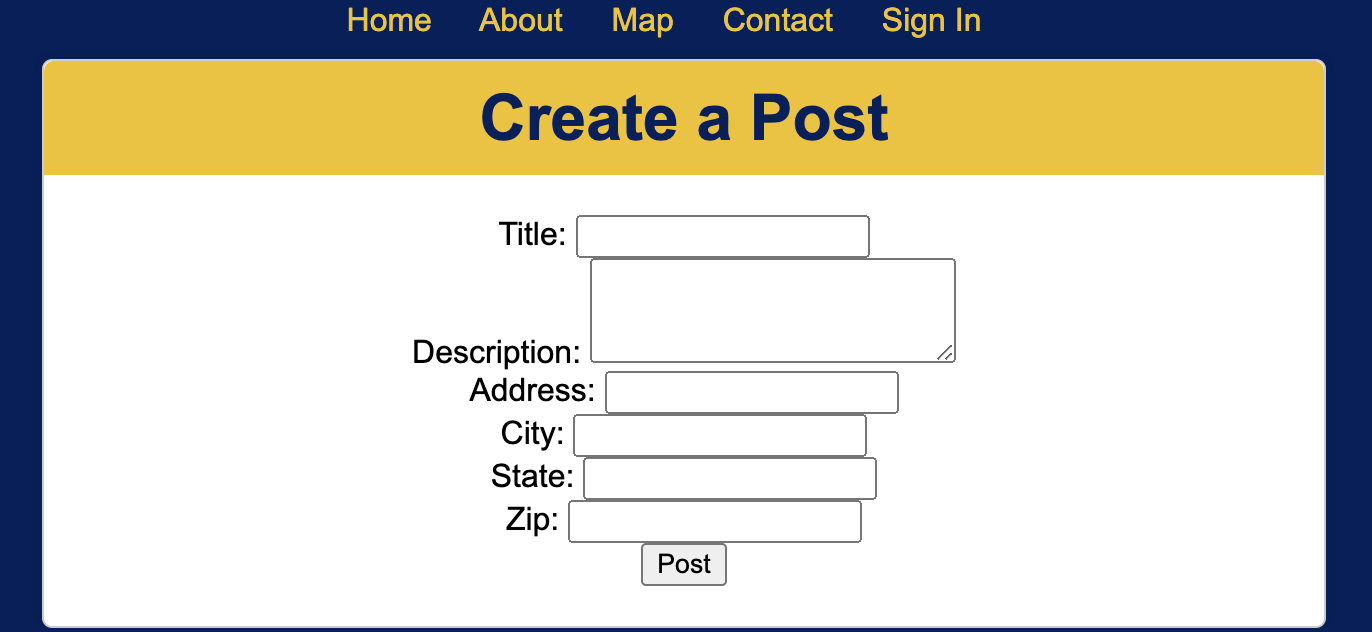 Home About Map Contact Sign In
Create a Post
Title:
Description:
Address:
City:
State:
Zip:
Post